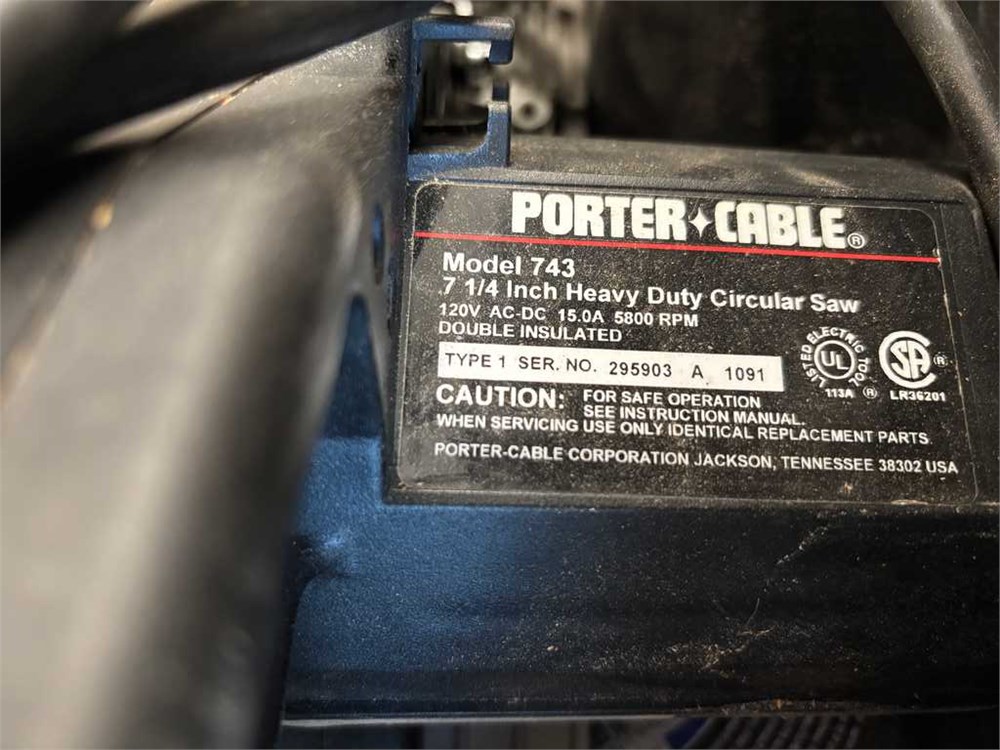 PORTER+CABLE®
Model 743
7 1/4 Inch Heavy Duty Circular Saw
120V AC-DC 15.0A 5800 RPM
DOUBLE INSULATED
TYPE 1 SER. NO. 295903 A 1091
LISTED UL ELECTRIC TOOL
113A ®
SA ®
LR36201
CAUTION: FOR SAFE OPERATION
SEE INSTRUCTION MANUAL.
WHEN SERVICING USE ONLY IDENTICAL REPLACEMENT PARTS
PORTER-CABLE CORPORATION JACKSON, TENNESSEE 38302 USA